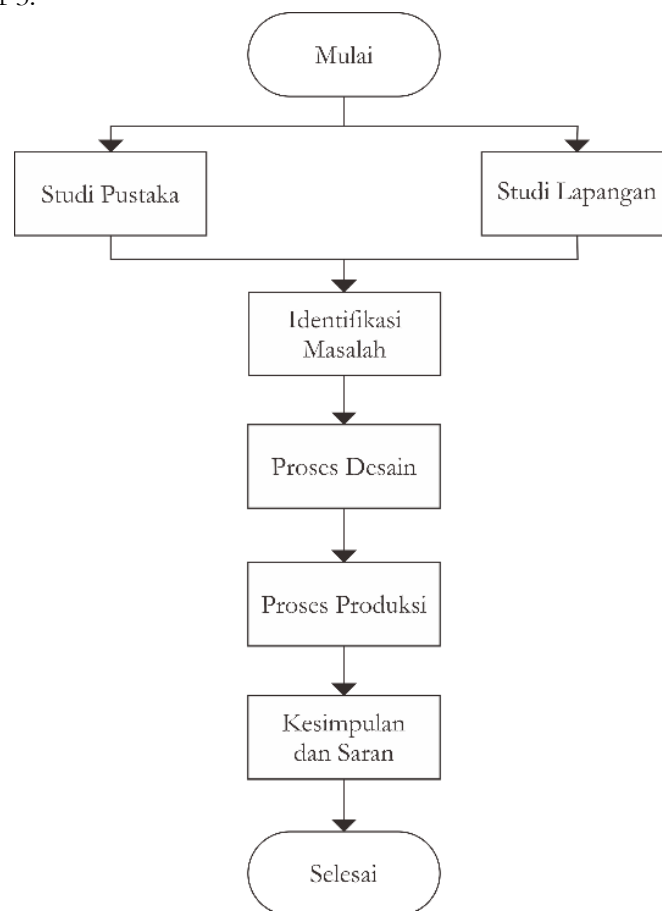 Mulai
Studi Pustaka
Studi Lapangan
Identifikasi
Masalah
Proses Desain
Proses Produksi
Kesimpulan
dan Saran
Selesai